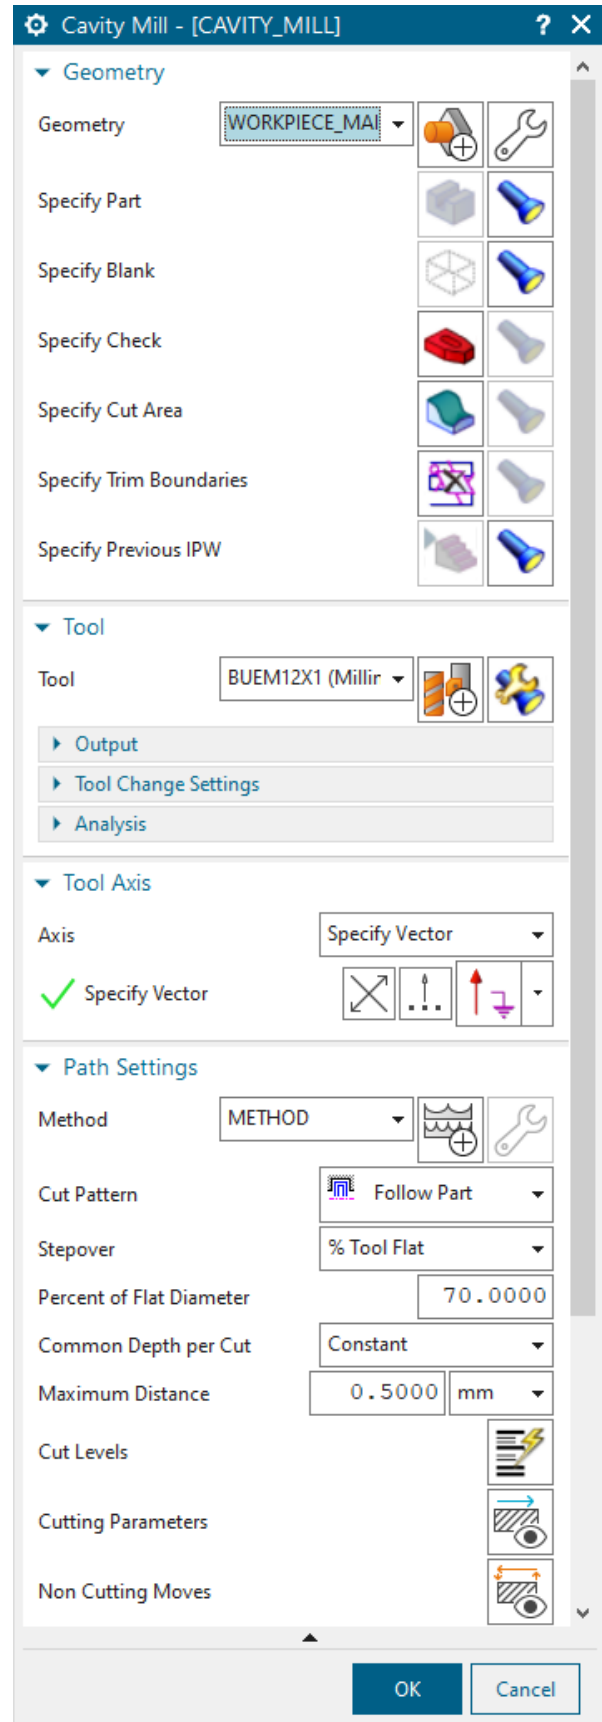 Cavity Mill - [CAVITY_MILL] ?
Geometry
Geometry WORKPIECE_MAI
Specify Part
Specify Blank
Specify Check
Specify Cut Area
Specify Trim Boundaries
Specify Previous IPW
Tool
Tool BUEM12X1 (Millir
Output
Tool Change Settings
Analysis
Tool Axis
Axis Specify Vector
Specify Vector
Path Settings
Method METHOD
Cut Pattern Follow Part
Stepover % Tool Flat
Percent of Flat Diameter 70.0000
Common Depth per Cut Constant
Maximum Distance 0.5000 mm
Cut Levels
Cutting Parameters
Non Cutting Moves
OK Cancel